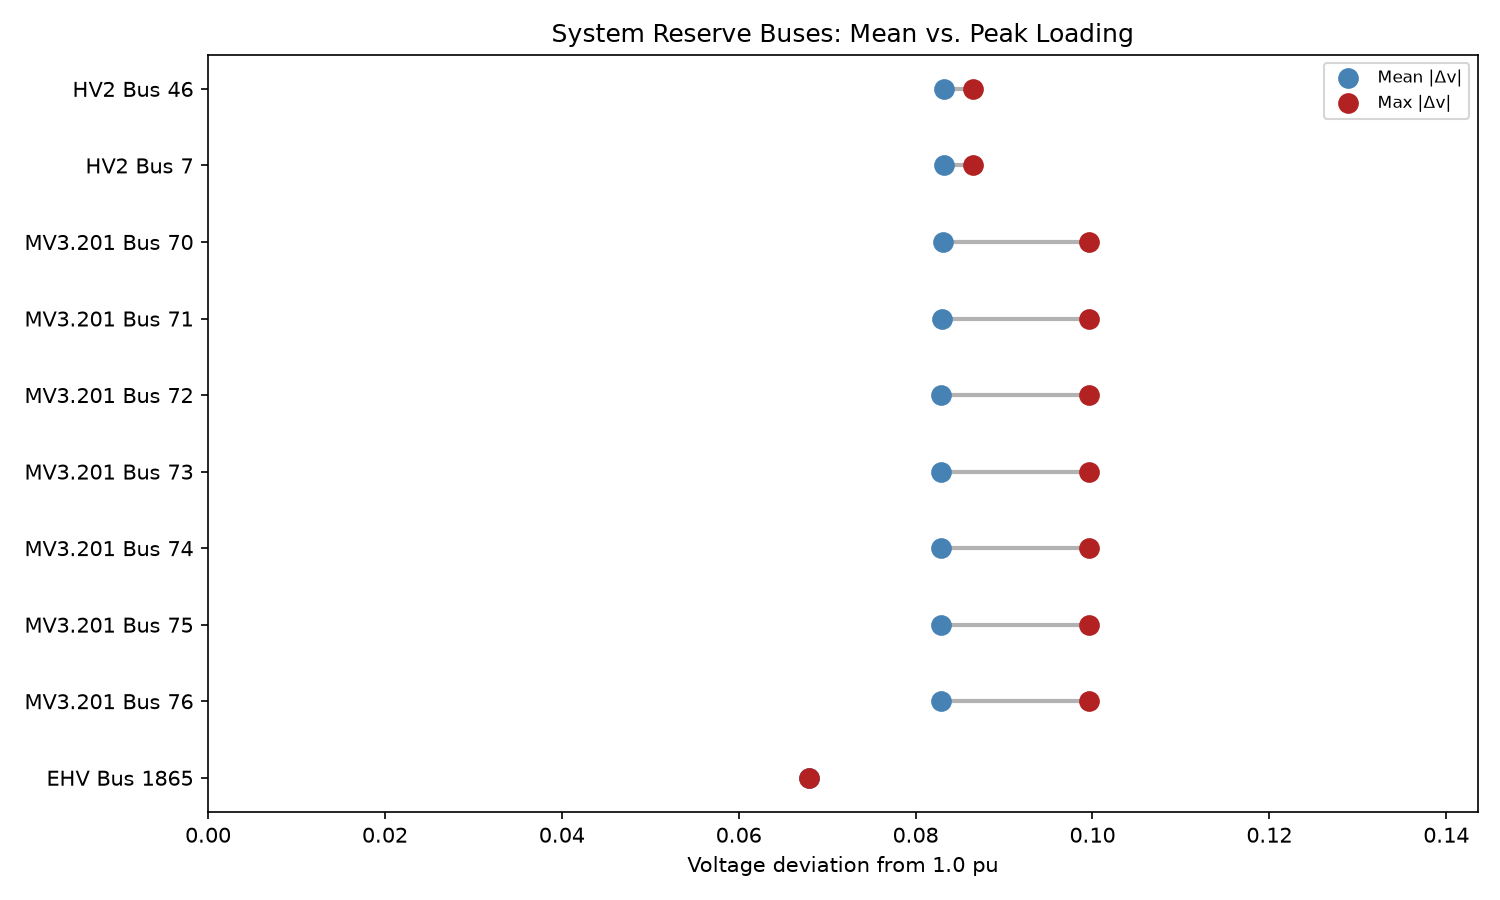 System Reserve Buses: Mean vs. Peak Loading
Mean |Δv|
Max |Δv|
HV2 Bus 46
HV2 Bus 7
MV3.201 Bus 70
MV3.201 Bus 71
MV3.201 Bus 72
MV3.201 Bus 73
MV3.201 Bus 74
MV3.201 Bus 75
MV3.201 Bus 76
EHV Bus 1865
0.00 0.02 0.04 0.06 0.08 0.10 0.12 0.14
Voltage deviation from 1.0 pu